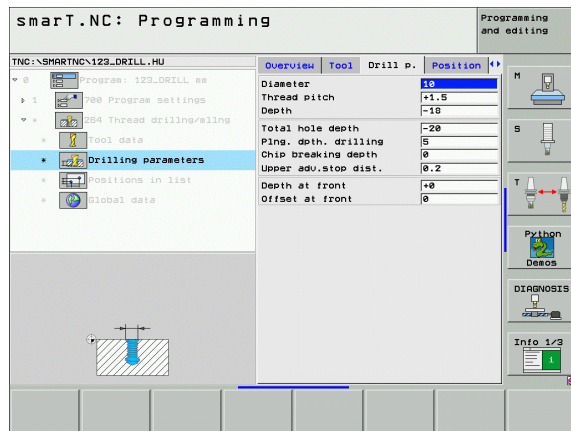 smarT.NC: Programming
Programming and editing
TNC:\SMARTNC\123_DRILL.HU
0 Program: 123_DRILL mm
1 700 Program settings
* 264 Thread drillng/mllng
* Tool data
* Drilling parameters
* Positions in list
* Global data
Overview Tool Drill p. Position
Diameter 10
Thread pitch +1.5
Depth -18
Total hole depth -20
Plng. dpth. drilling 5
Chip breaking depth 0
Upper adv.stop dist. 0.2
Depth at front +0
Offset at front 0
M
S
T
Python
Demos
DIAGNOSIS
Info 1/3
1